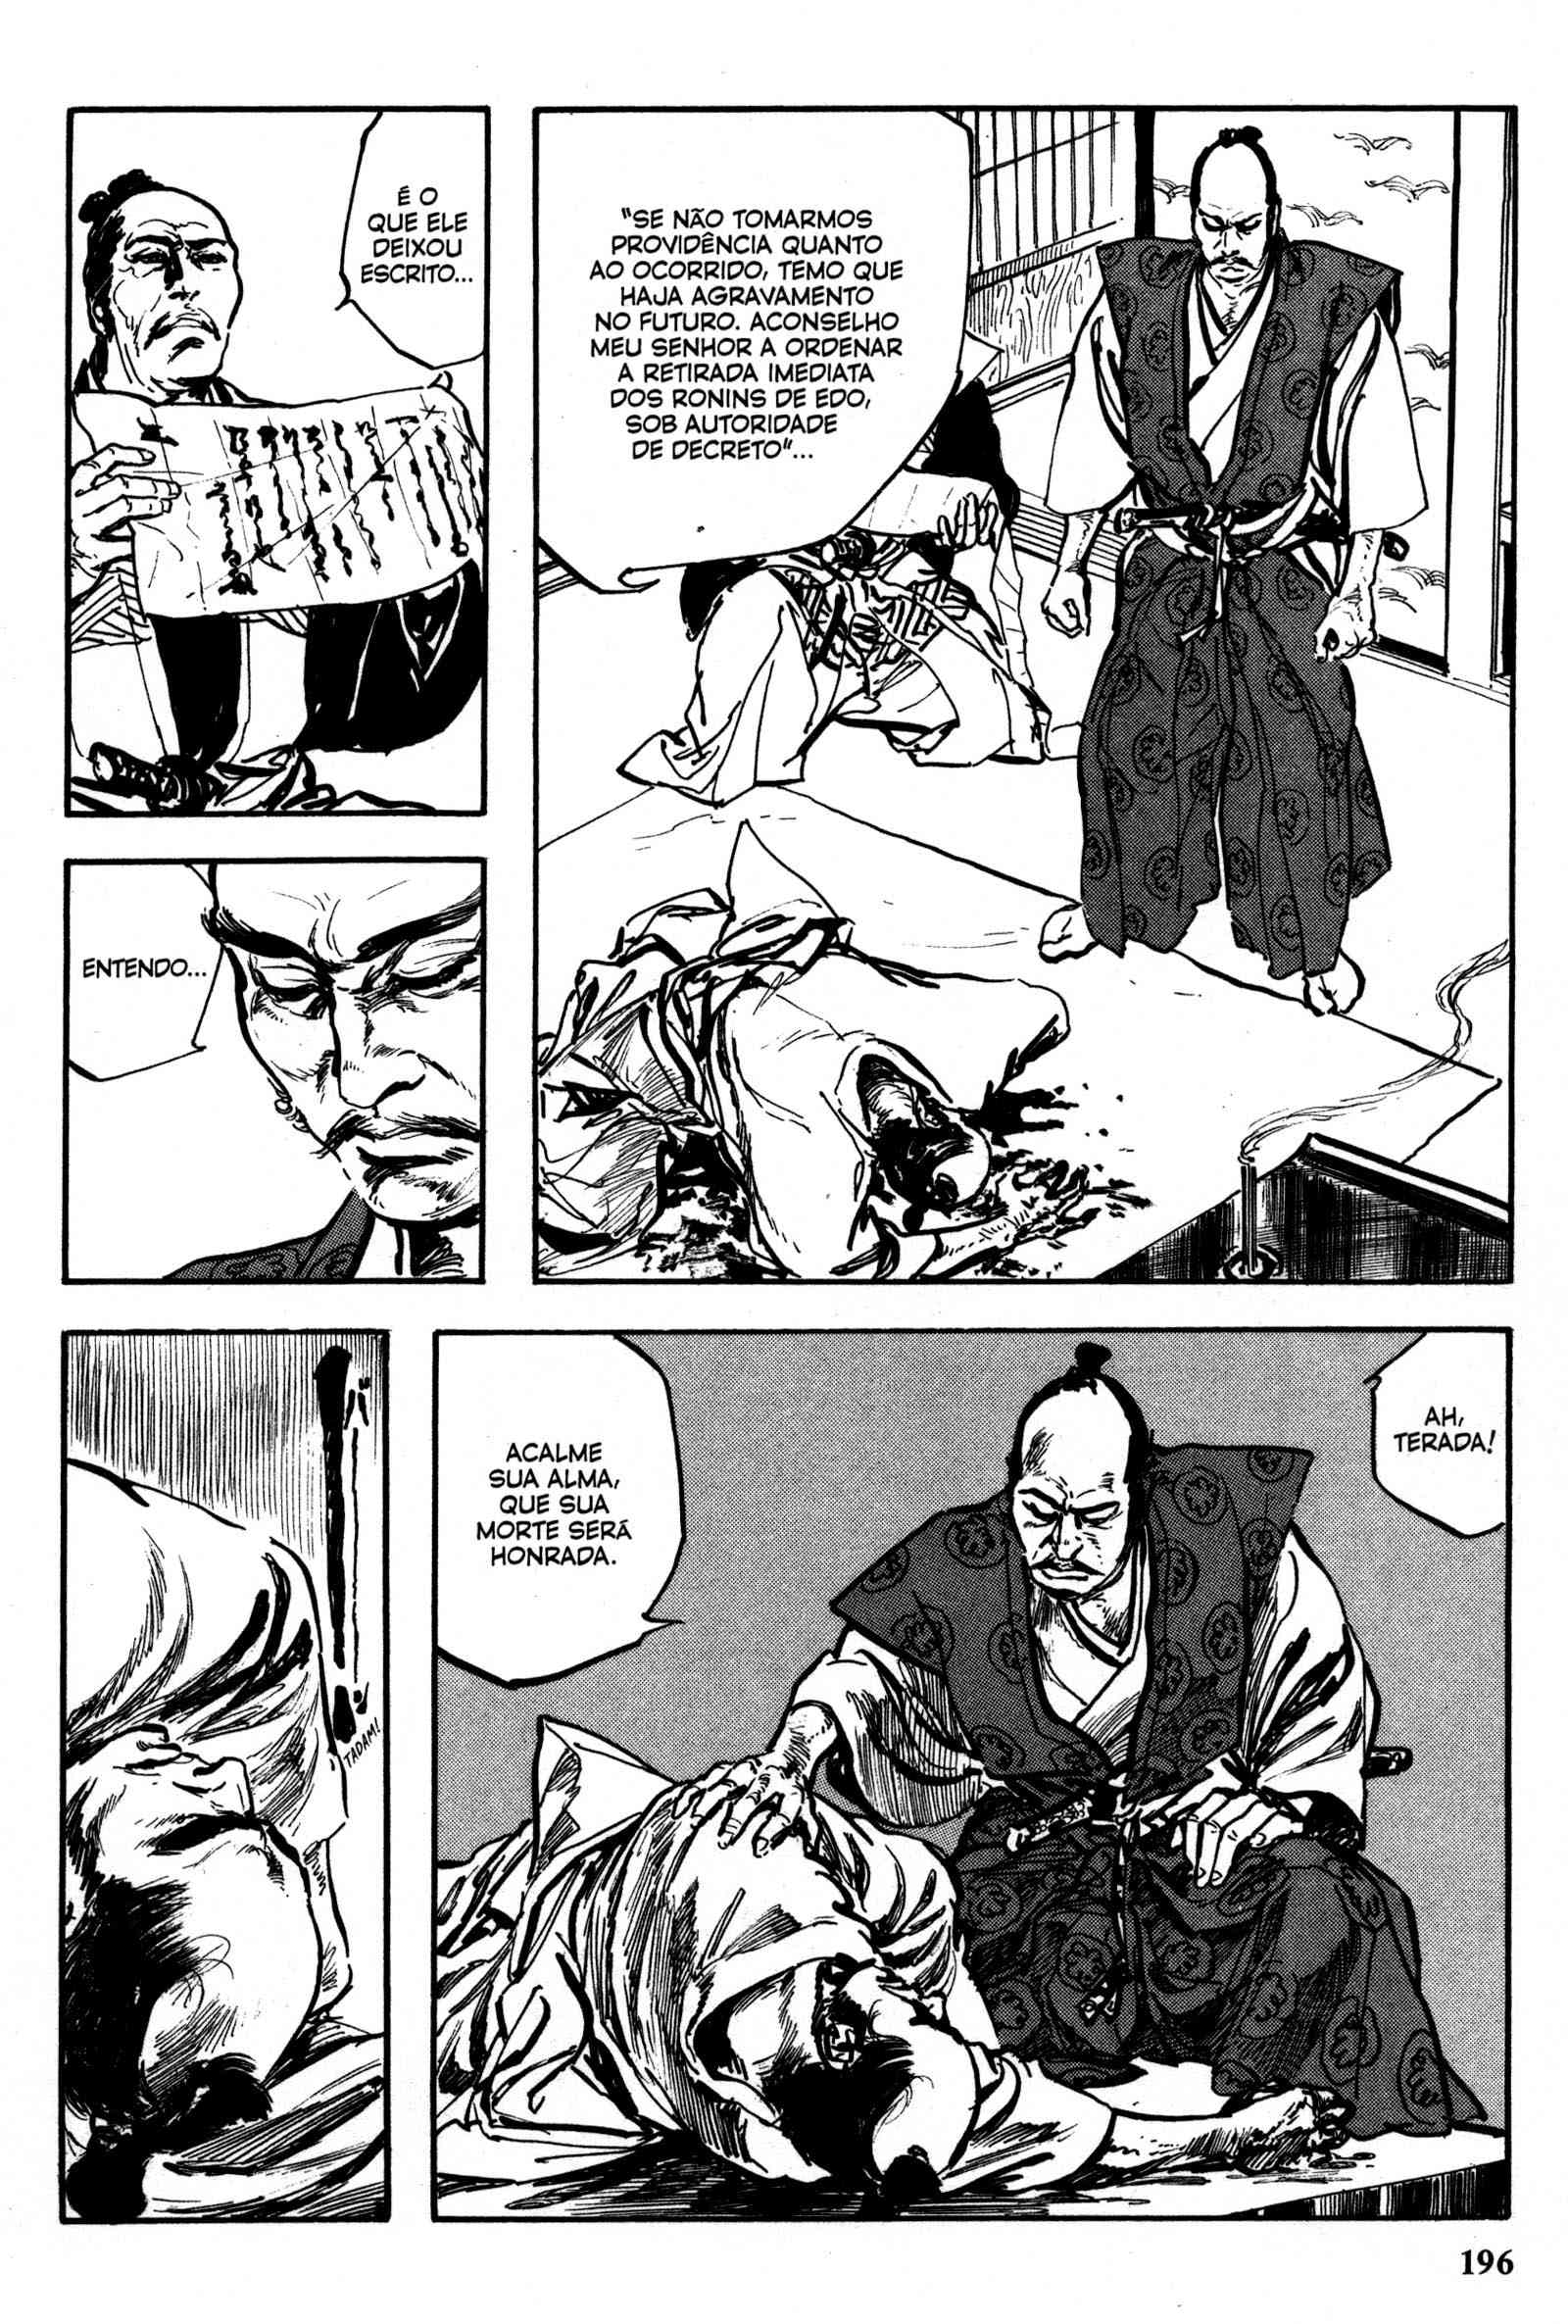 "SE NÃO TOMARMOS
PROVIDÊNCIA QUANTO
AO OCORRIDO, TEMO QUE
HAJA AGRAVAMENTO
NO FUTURO. ACONSELHO
MEU SENHOR A ORDENAR
A RETIRADA IMEDIATA
DOS RONINS DE EDO,
SOB AUTORIDADE
DE DECRETO"...
É O
QUE ELE
DEIXOU
ESCRITO...
ENTENDO...
AH,
TERADA!
ACALME
SUA ALMA,
QUE SUA
MORTE SERÁ
HONRADA.
TADAM!
196